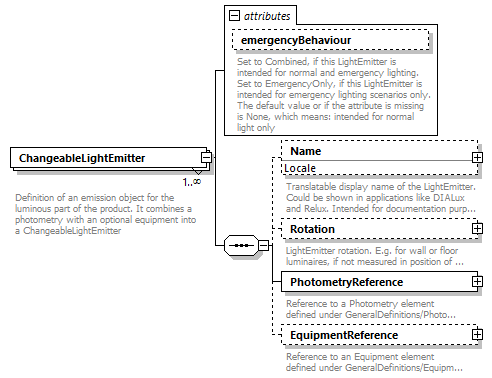 attributes
emergencyBehaviour
Set to Combined, if this LightEmitter is
intended for normal and emergency lighting.
Set to EmergencyOnly, if this LightEmitter is
intended for emergency lighting scenarios only.
The default value or if the attribute is missing
is None, which means: intended for normal
light only
ChangeableLightEmitter
1..∞
Definition of an emission object for the
luminous part of the product. It combines a
photometry with an optional equipment into
a ChangeableLightEmitter
Name
Locale
Translatable display name of the LightEmitter.
Could be shown in applications like DIALux
and Relux. Intended for documentation purp...
Rotation
LightEmitter rotation. E.g. for wall or floor
luminaires, if not measured in position of ...
PhotometryReference
Reference to a Photometry element
defined under GeneralDefinitions/Photo...
EquipmentReference
Reference to an Equipment element
defined under GeneralDefinitions/Equipm...